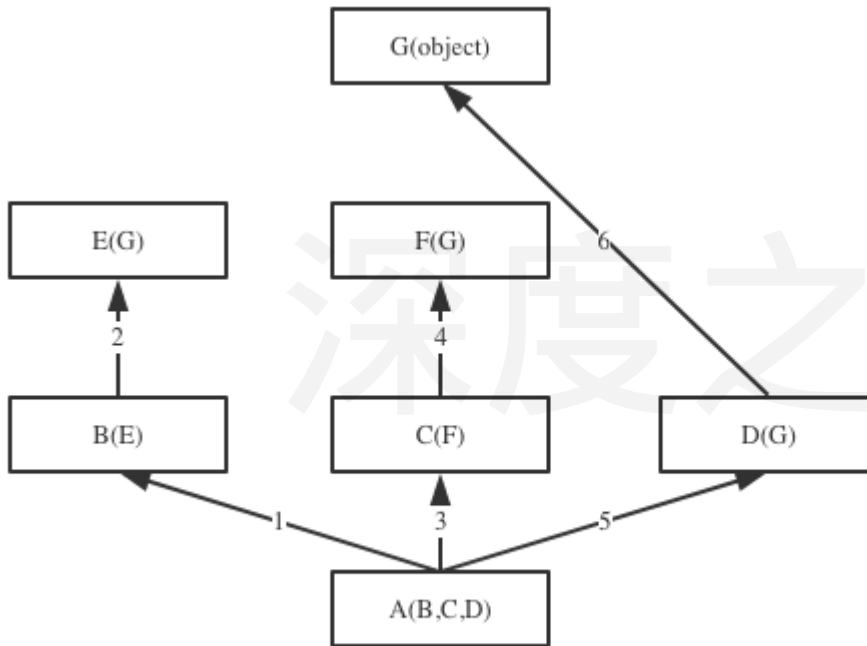 G(object)
6
E(G)
F(G)
2
4
B(E)
C(F)
D(G)
1
3
5
A(B,C,D)
深度之